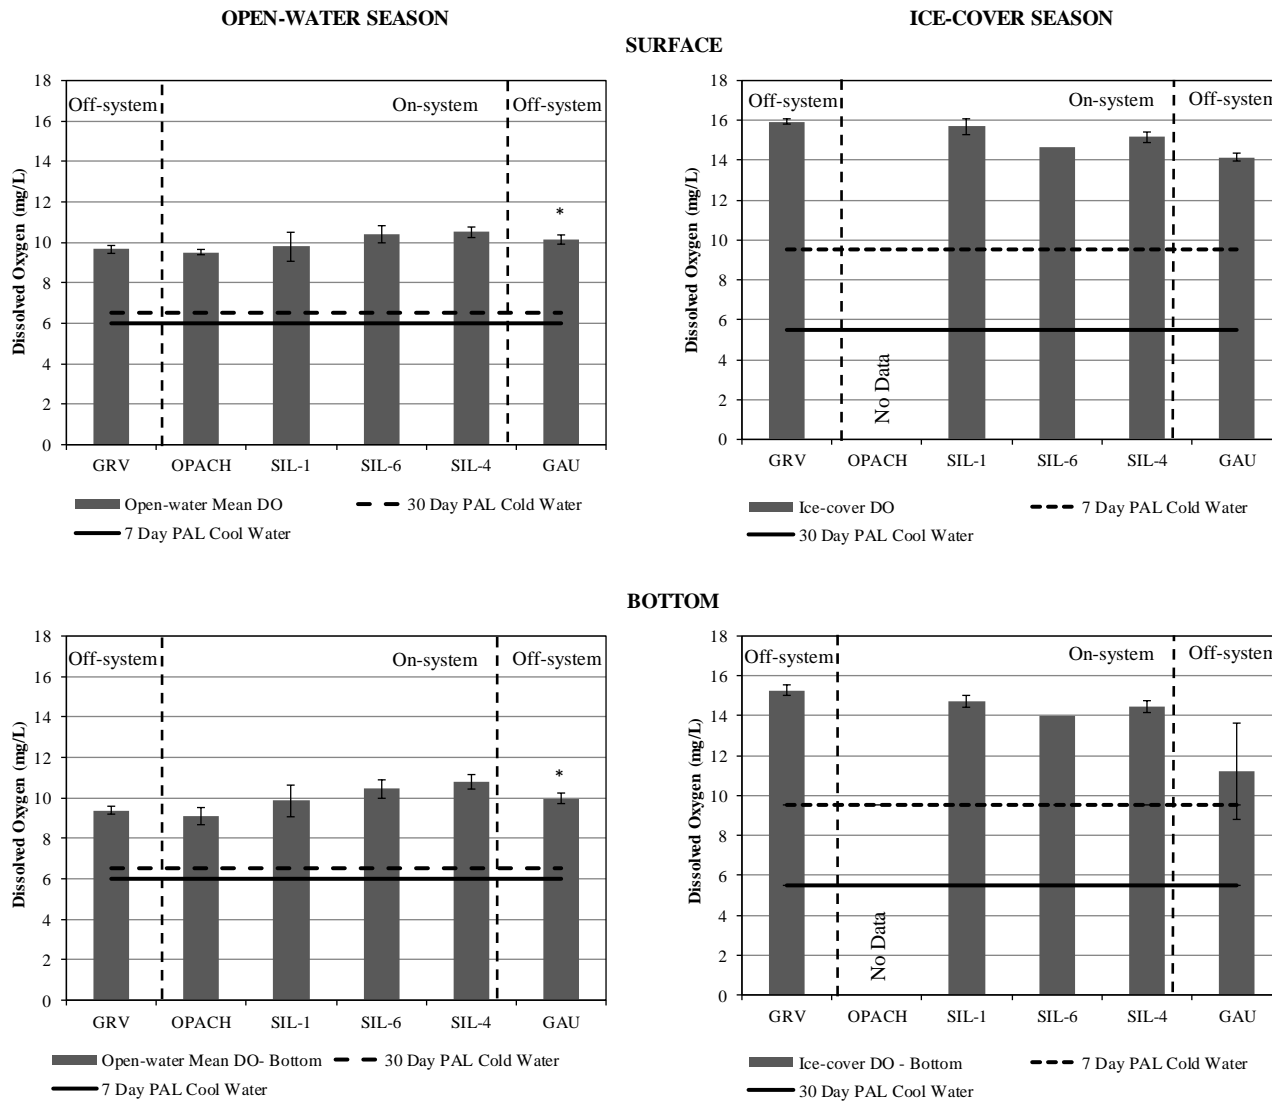 OPEN-WATER SEASON
ICE-COVER SEASON
SURFACE
Dissolved Oxygen (mg/L)
18
16
14
12
10
8
6
4
2
0
Off-system
On-system
Off-system
*
GRV OPACH SIL-1 SIL-6 SIL-4 GAU
Open-water Mean DO
30 Day PAL Cold Water
7 Day PAL Cool Water
Dissolved Oxygen (mg/L)
18
16
14
12
10
8
6
4
2
0
Off-system
On-system
Off-system
No Data
GRV OPACH SIL-1 SIL-6 SIL-4 GAU
Ice-cover DO
7 Day PAL Cold Water
30 Day PAL Cool Water
BOTTOM
Dissolved Oxygen (mg/L)
18
16
14
12
10
8
6
4
2
0
Off-system
On-system
Off-system
*
GRV OPACH SIL-1 SIL-6 SIL-4 GAU
Open-water Mean DO- Bottom
30 Day PAL Cold Water
7 Day PAL Cool Water
Dissolved Oxygen (mg/L)
18
16
14
12
10
8
6
4
2
0
Off-system
On-system
Off-system
No Data
GRV OPACH SIL-1 SIL-6 SIL-4 GAU
Ice-cover DO - Bottom
7 Day PAL Cold Water
30 Day PAL Cool Water